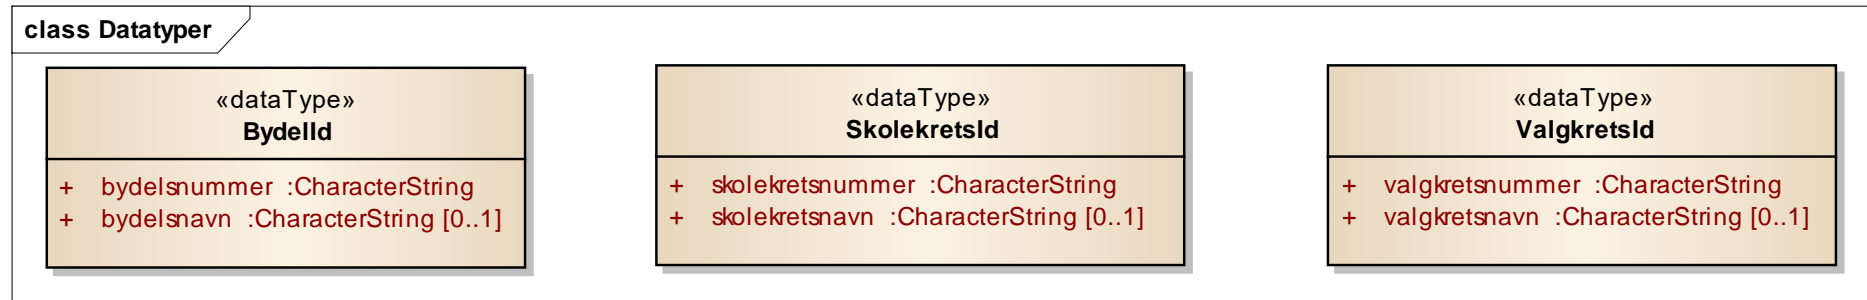 class Datatyper
«dataType»
BydelId
+ bydelsnummer :CharacterString
+ bydelsnavn :CharacterString [0..1]
«dataType»
SkolekretsId
+ skolekretsnummer :CharacterString
+ skolekretsnavn :CharacterString [0..1]
«dataType»
ValgkretsId
+ valgkretsnummer :CharacterString
+ valgkretsnavn :CharacterString [0..1]